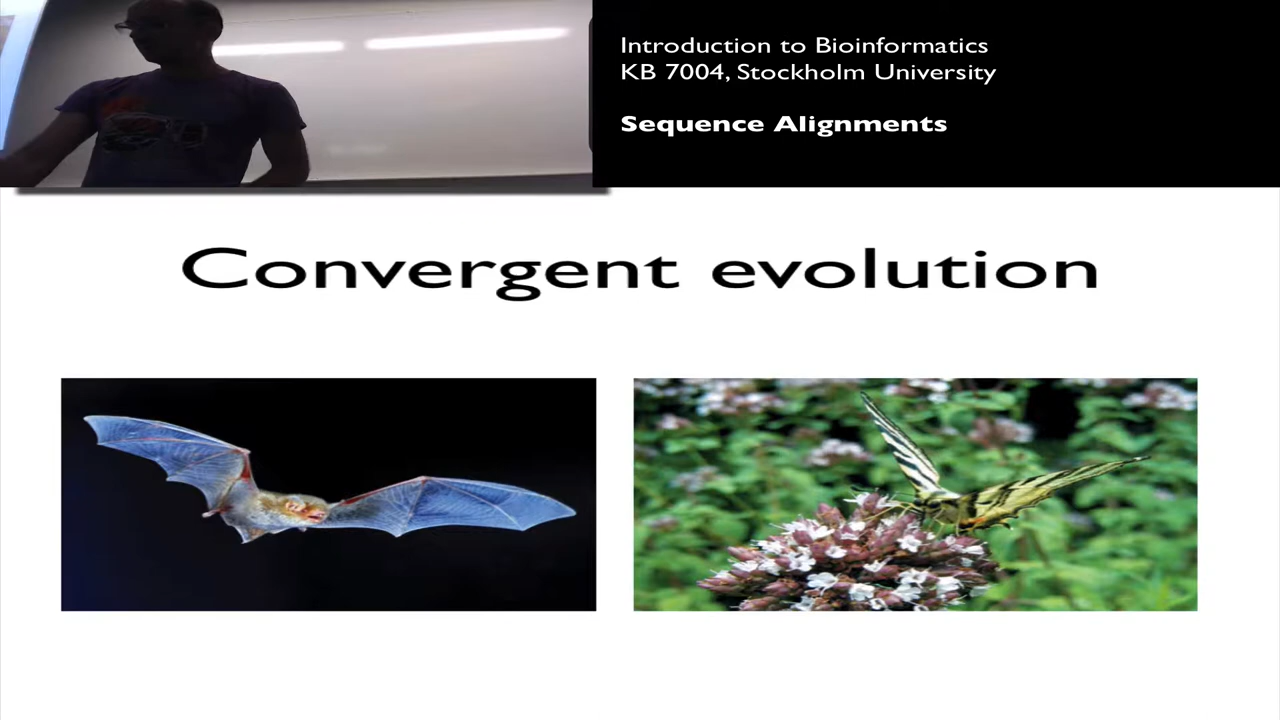 Introduction to Bioinformatics
KB 7004, Stockholm University
Sequence Alignments
Convergent evolution